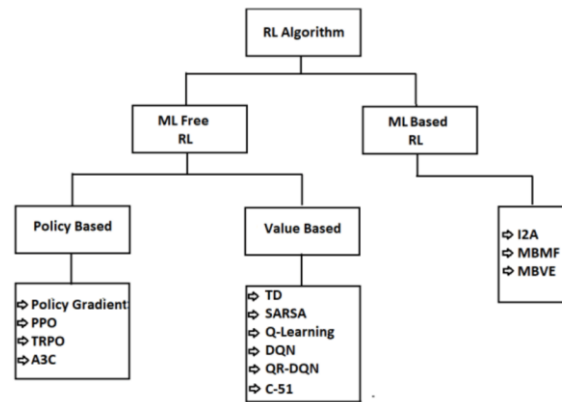 RL Algorithm
ML Free
RL
ML Based
RL
Policy Based
Value Based
⇨ I2A
⇨ MBMF
⇨ MBVE
⇨ Policy Gradient
⇨ PPO
⇨ TRPO
⇨ A3C
⇨ TD
⇨ SARSA
⇨ Q-Learning
⇨ DQN
⇨ QR-DQN
⇨ C-51